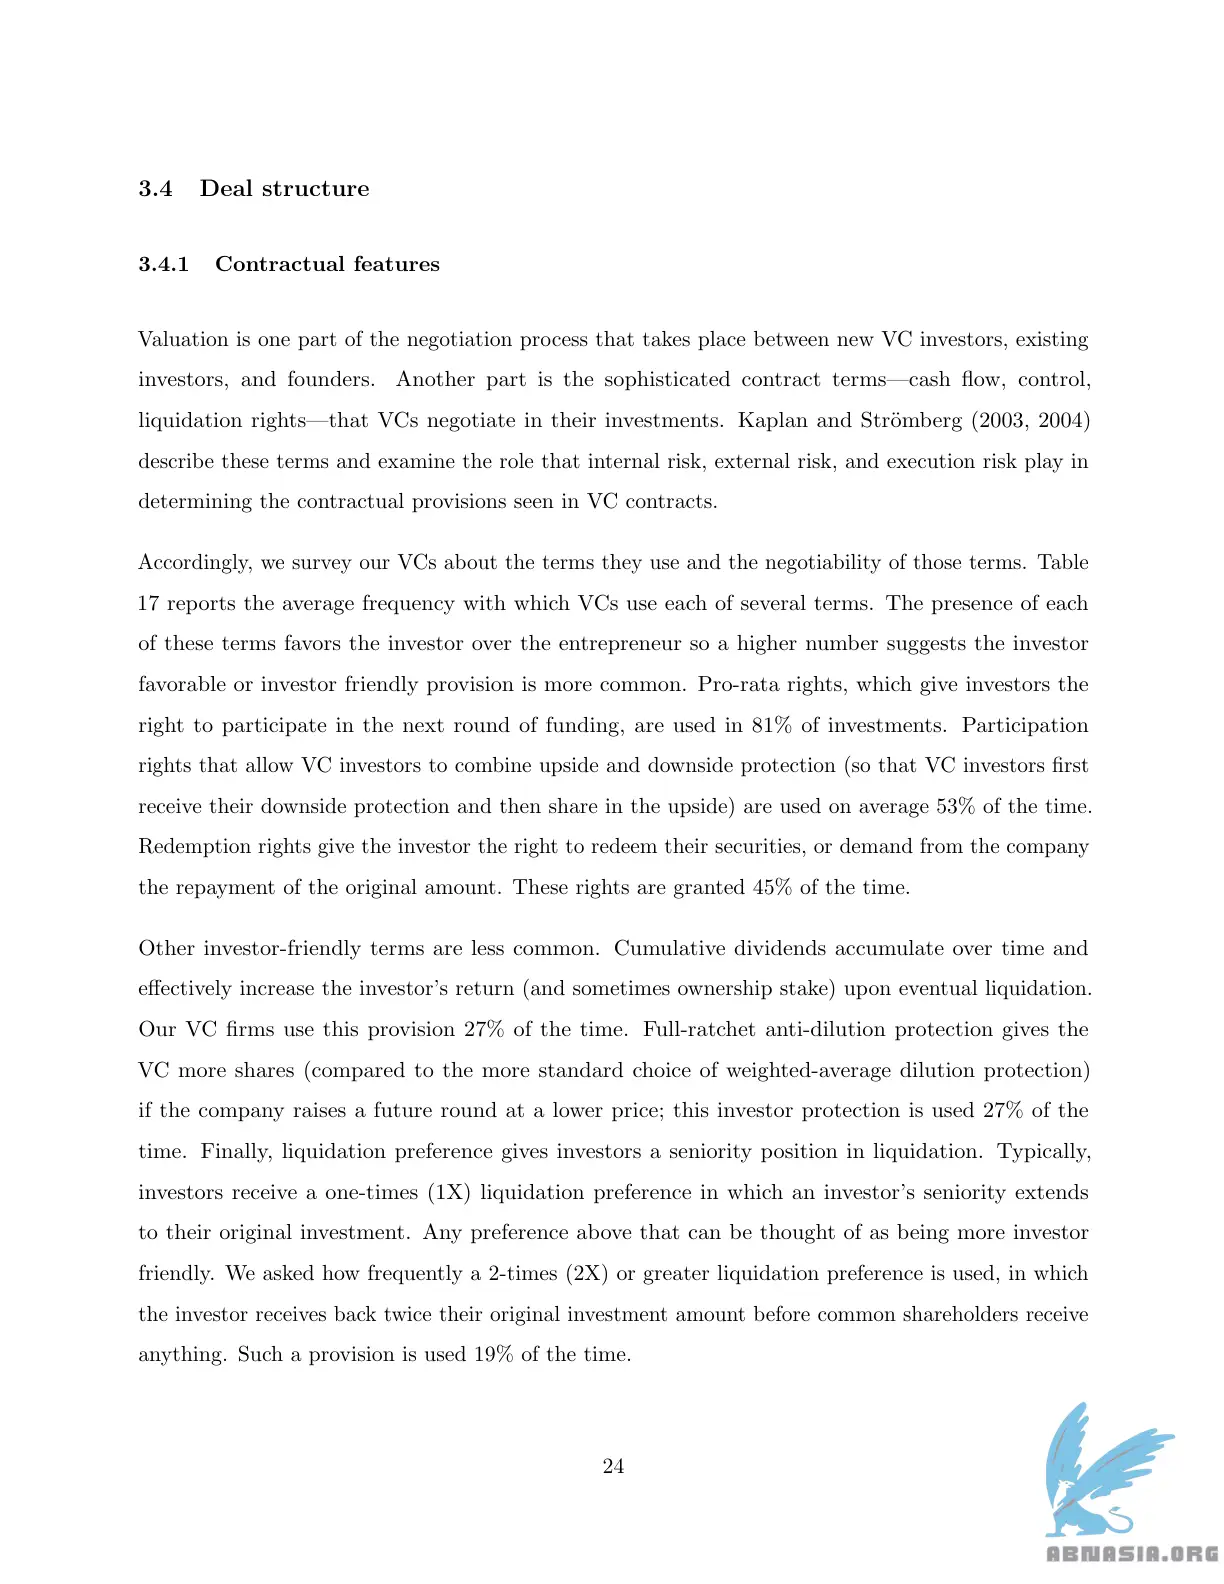 3.4 Deal structure
3.4.1 Contractual features
Valuation is one part of the negotiation process that takes place between new VC investors, existing
investors, and founders. Another part is the sophisticated contract terms—cash flow, control,
liquidation rights—that VCs negotiate in their investments. Kaplan and Strömberg (2003, 2004)
describe these terms and examine the role that internal risk, external risk, and execution risk play in
determining the contractual provisions seen in VC contracts.
Accordingly, we survey our VCs about the terms they use and the negotiability of those terms. Table
17 reports the average frequency with which VCs use each of several terms. The presence of each
of these terms favors the investor over the entrepreneur so a higher number suggests the investor
favorable or investor friendly provision is more common. Pro-rata rights, which give investors the
right to participate in the next round of funding, are used in 81% of investments. Participation
rights that allow VC investors to combine upside and downside protection (so that VC investors first
receive their downside protection and then share in the upside) are used on average 53% of the time.
Redemption rights give the investor the right to redeem their securities, or demand from the company
the repayment of the original amount. These rights are granted 45% of the time.
Other investor-friendly terms are less common. Cumulative dividends accumulate over time and
effectively increase the investor's return (and sometimes ownership stake) upon eventual liquidation.
Our VC firms use this provision 27% of the time. Full-ratchet anti-dilution protection gives the
VC more shares (compared to the more standard choice of weighted-average dilution protection)
if the company raises a future round at a lower price; this investor protection is used 27% of the
time. Finally, liquidation preference gives investors a seniority position in liquidation. Typically,
investors receive a one-times (1X) liquidation preference in which an investor's seniority extends
to their original investment. Any preference above that can be thought of as being more investor
friendly. We asked how frequently a 2-times (2X) or greater liquidation preference is used, in which
the investor receives back twice their original investment amount before common shareholders receive
anything. Such a provision is used 19% of the time.
24
ABNASIA.ORG